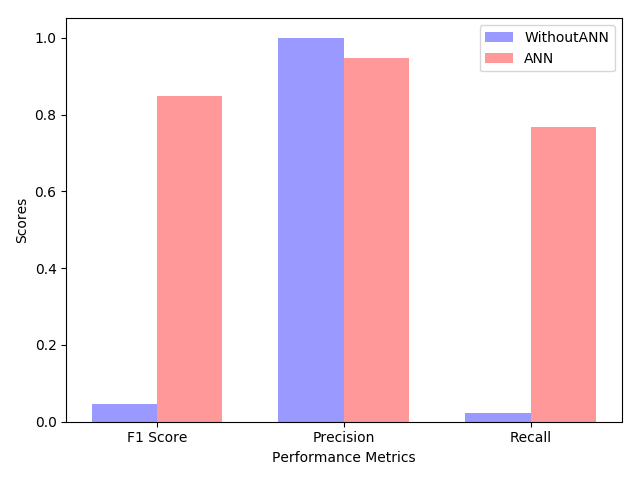 WithoutANN
ANN
1.0
0.8
0.6
0.4
0.2
0.0
Scores
F1 Score
Precision
Recall
Performance Metrics